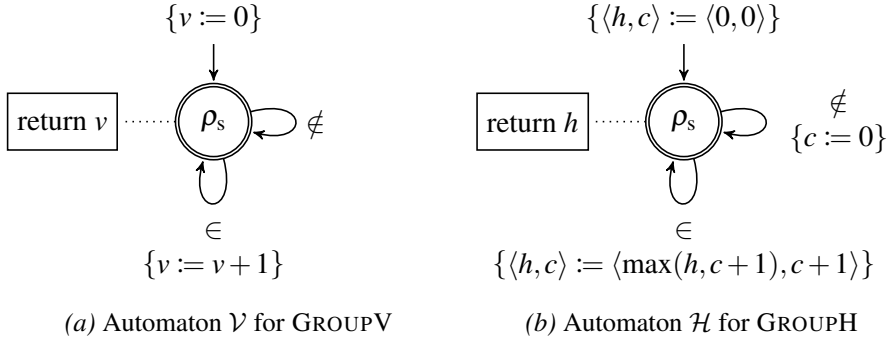 {v := 0}
return v
ρs
∉
∈
{v := v + 1}
(a) Automaton 𝒱 for GROUPV
{⟨h, c⟩ := ⟨0, 0⟩}
return h
ρs
∉
{c := 0}
∈
{⟨h, c⟩ := ⟨max(h, c + 1), c + 1⟩}
(b) Automaton ℋ for GROUPH